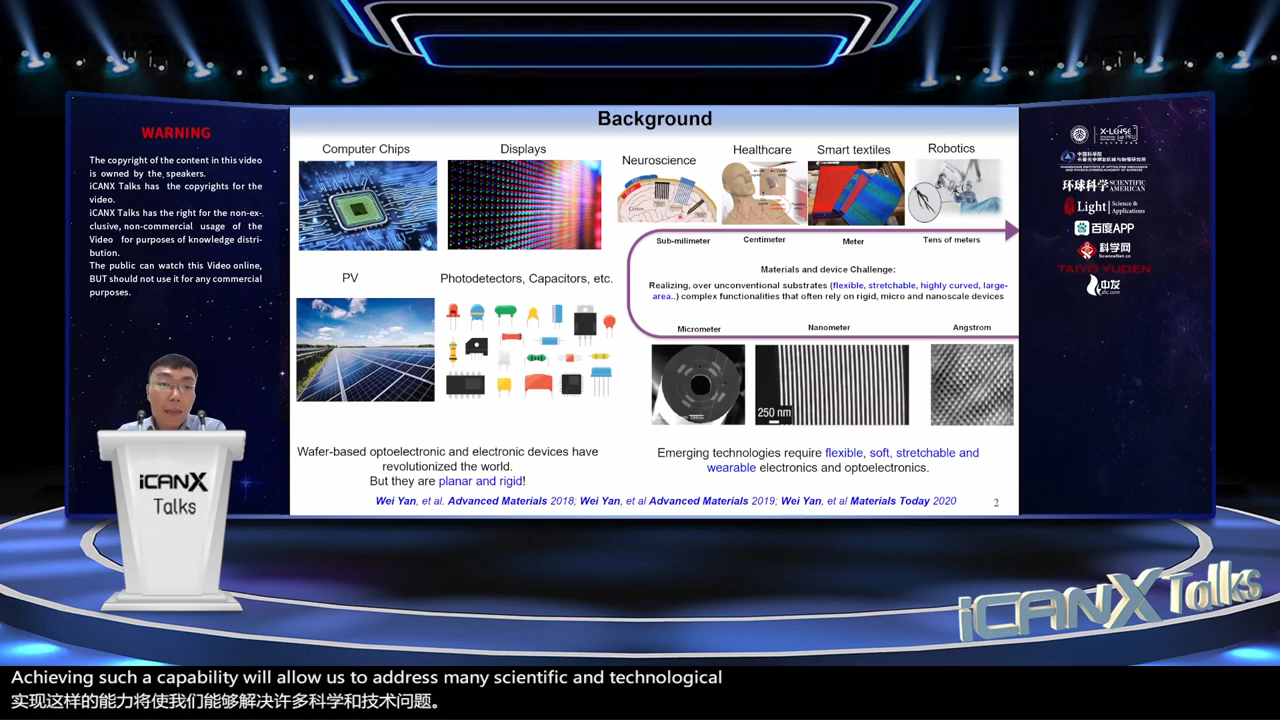 WARNING
The copyright of the content in this video
is owned by the speakers.
iCANX Talks has the copyrights for the
video.
iCANX Talks has the right for the non-ex-
clusive, non-commercial usage of the
Video for purposes of knowledge distri-
bution.
The public can watch this Video online,
BUT should not use it for any commercial
purposes.
iCANX
Talks
Background
Computer Chips
Displays
Neuroscience
Healthcare
Smart textiles
Robotics
Sub-milimeter
Centimeter
Meter
Tens of meters
PV
Photodetectors, Capacitors, etc.
Materials and device Challenge:
Realizing, over unconventional substrates (flexible, stretchable, highly curved, large-
area..) complex functionalities that often rely on rigid, micro and nanoscale devices
Micrometer
Nanometer
Angstrom
250 nm
Wafer-based optoelectronic and electronic devices have
revolutionized the world.
But they are planar and rigid!
Emerging technologies require flexible, soft, stretchable and
wearable electronics and optoelectronics.
Wei Yan, et al. Advanced Materials 2018; Wei Yan, et al Advanced Materials 2019; Wei Yan, et al Materials Today 2020
2
X-LENSE
环球科学 SCIENTIFIC
AMERICAN
Light Science &
Applications
百度APP
科学网
ScienceNet.cn
TAIYO YUDEN
中友
iCANX Talks
Achieving such a capability will allow us to address many scientific and technological
实现这样的能力将使我们能够解决许多科学和技术问题。